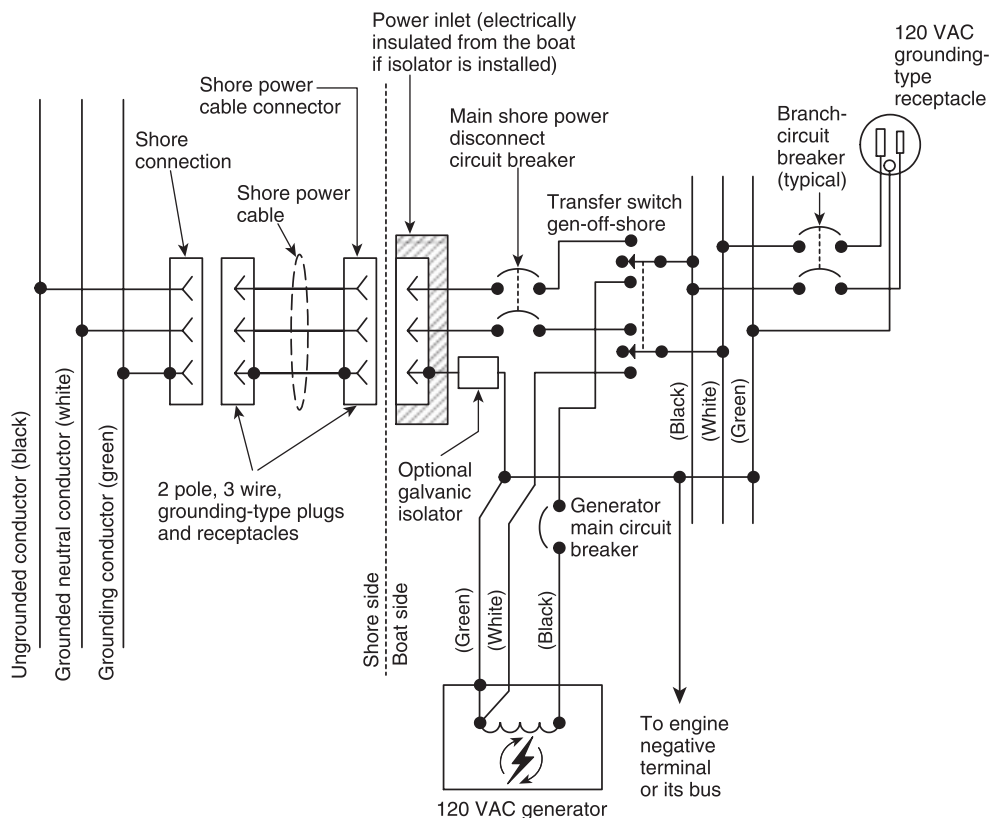 Power inlet (electrically
insulated from the boat
if isolator is installed)
120 VAC
grounding-
type
receptacle
Shore power
cable connector
Main shore power
disconnect
circuit breaker
Branch-
circuit
breaker
(typical)
Shore
connection
Shore power
cable
Transfer switch
gen-off-shore
Ungrounded conductor (black)
Grounded neutral conductor (white)
Grounding conductor (green)
2 pole, 3 wire,
grounding-type plugs
and receptacles
Optional
galvanic
isolator
(Black)
(White)
(Green)
Generator
main circuit
breaker
Shore side
Boat side
(Green)
(White)
(Black)
To engine
negative
terminal
or its bus
120 VAC generator